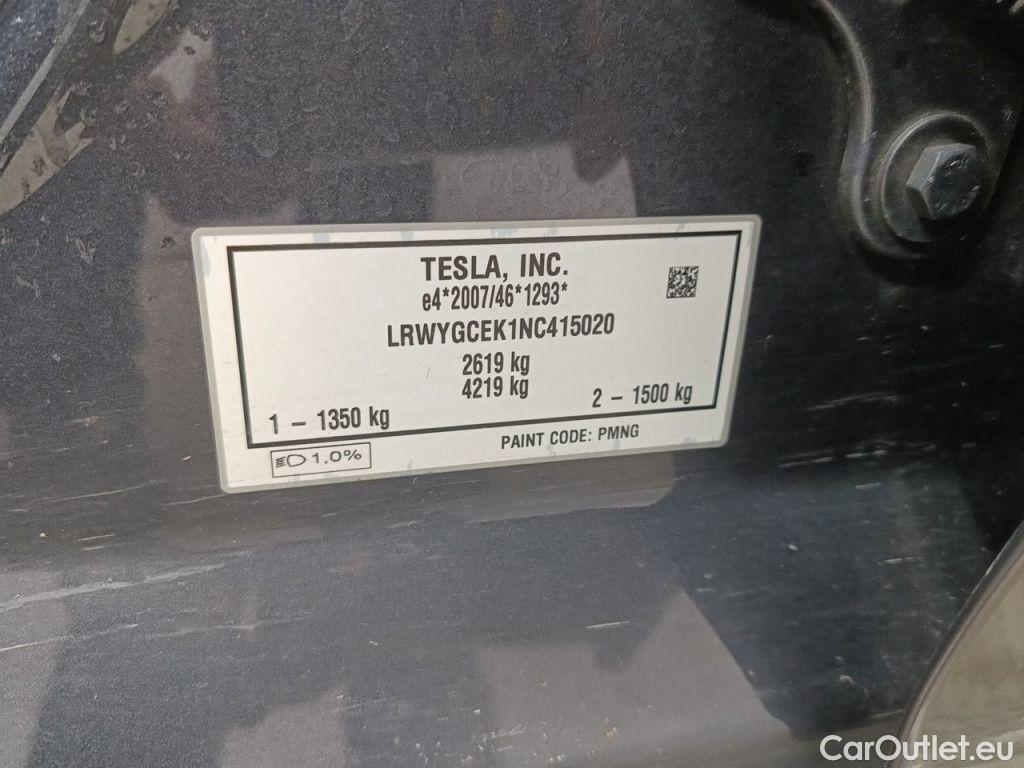 TESLA, INC.
e4*2007/46*1293*
LRWYGCEK1NC415020
2619 kg
4219 kg
1 – 1350 kg
2 – 1500 kg
1,0%
PAINT CODE: PMNG
CarOutlet.eu